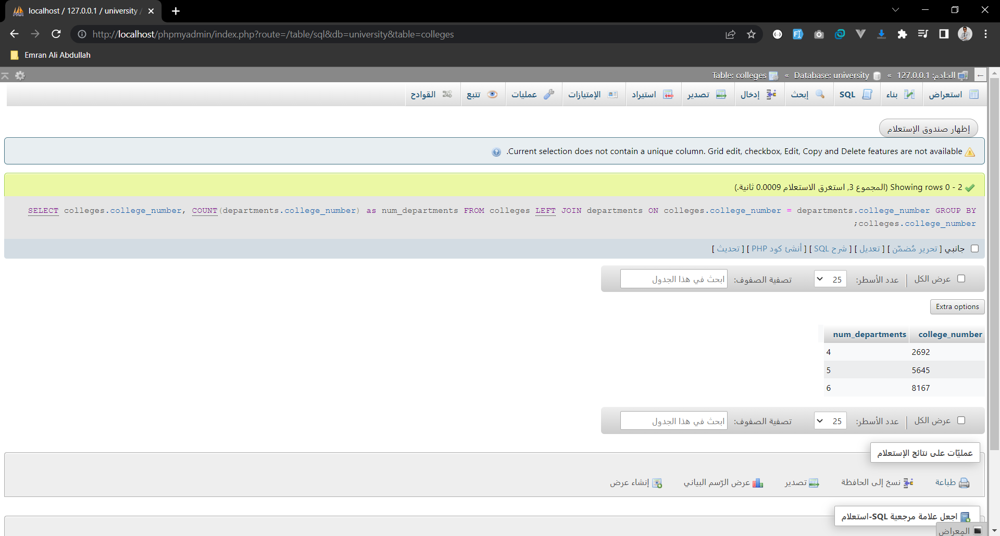 localhost / 127.0.0.1 / university /
http://localhost/phpmyadmin/index.php?route=/table/sql&db=university&table=colleges
Emran Ali Abdullah
الخادم: 127.0.0.1 » Database: university » Table: colleges
استعراض بناء SQL إبحث إدخال تصدير استيراد الإمتيازات عمليات تتبع القوادح
إظهار صندوق الإستعلام
Current selection does not contain a unique column. Grid edit, checkbox, Edit, Copy and Delete features are not available.
Showing rows 0 - 2 (المجموع 3, استغرق الاستعلام 0.0009 ثانية.)
SELECT colleges.college_number, COUNT(departments.college_number) as num_departments FROM colleges LEFT JOIN departments ON colleges.college_number = departments.college_number GROUP BY
colleges.college_number;
جانبي [ تحرير مُضمّن ] [ تعديل ] [ شرح SQL ] [ أنشئ كود PHP ] [ تحديث ]
عرض الكل | عدد الأسطر: 25 تصفية الصفوف: ابحث في هذا الجدول
Extra options
college_number num_departments
2692 4
5645 5
8167 6
عرض الكل | عدد الأسطر: 25 تصفية الصفوف: ابحث في هذا الجدول
عمليّات على نتائج الإستعلام
طباعة نسخ إلى الحافظة تصدير عرض الرّسم البياني إنشاء عرض
اجعل علامة مرجعية SQL-استعلام
المعراض